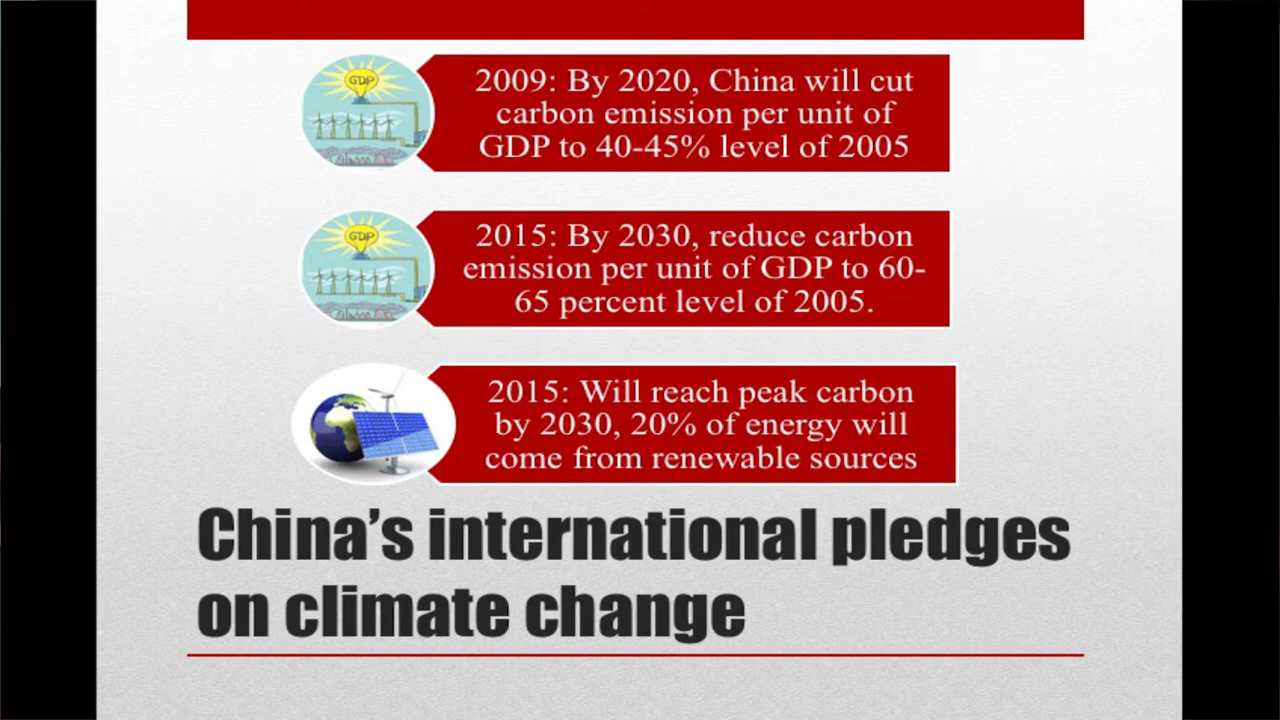 GDP
2009: By 2020, China will cut
carbon emission per unit of
GDP to 40-45% level of 2005
GDP
2015: By 2030, reduce carbon
emission per unit of GDP to 60-
65 percent level of 2005.
2015: Will reach peak carbon
by 2030, 20% of energy will
come from renewable sources
China’s international pledges
on climate change